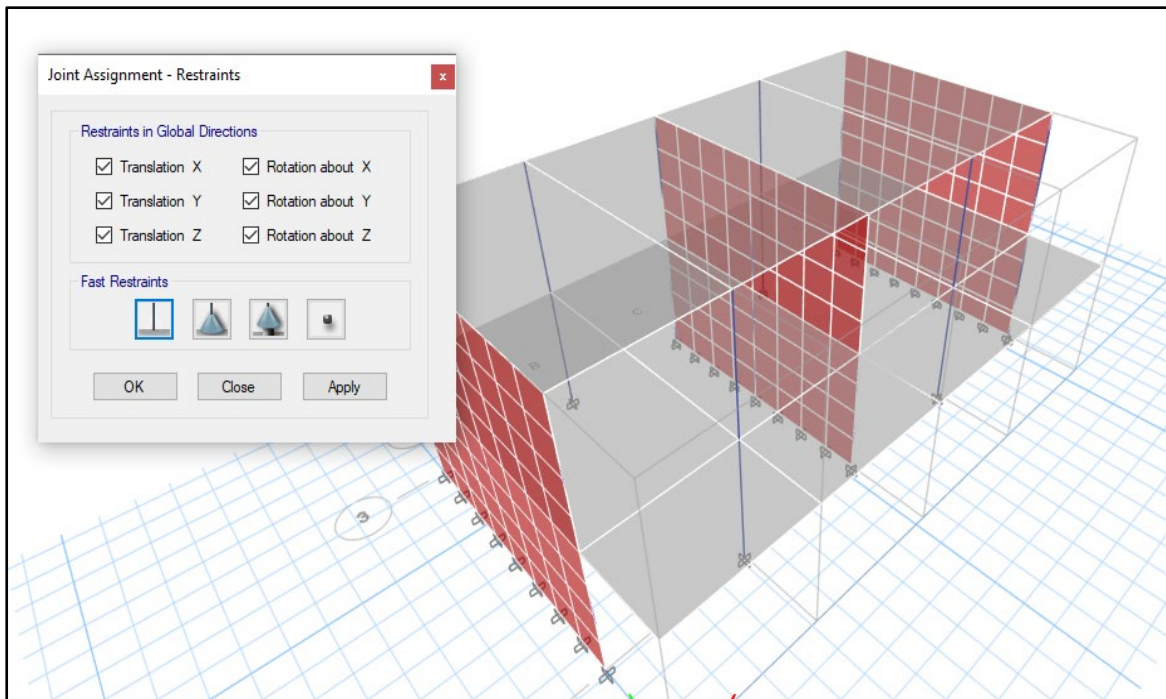 Joint Assignment - Restraints
x
Restraints in Global Directions
Translation X
Rotation about X
Translation Y
Rotation about Y
Translation Z
Rotation about Z
Fast Restraints
OK
Close
Apply
3